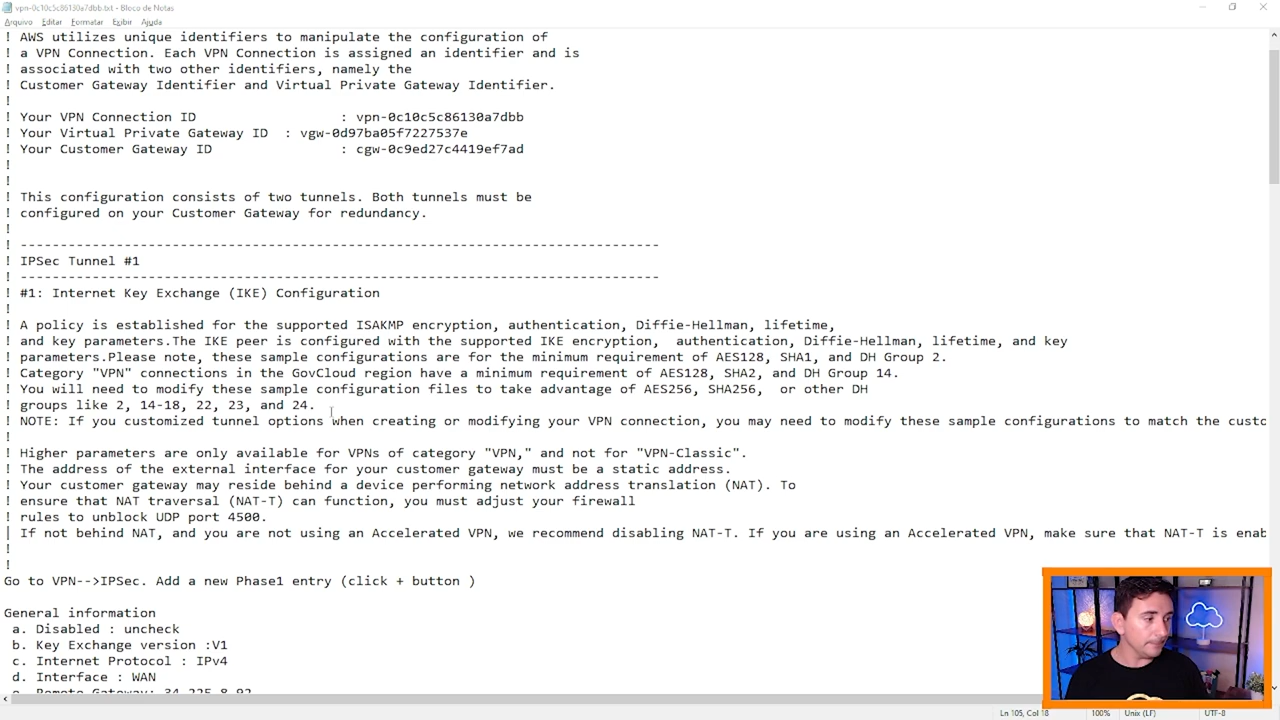 vpn-0c10c5c86130a7dbb.txt - Bloco de Notas
Arquivo Editar Formatar Exibir Ajuda
! AWS utilizes unique identifiers to manipulate the configuration of
! a VPN Connection. Each VPN Connection is assigned an identifier and is
! associated with two other identifiers, namely the
! Customer Gateway Identifier and Virtual Private Gateway Identifier.
!
! Your VPN Connection ID : vpn-0c10c5c86130a7dbb
! Your Virtual Private Gateway ID : vgw-0d97ba05f7227537e
! Your Customer Gateway ID : cgw-0c9ed27c4419ef7ad
!
!
! This configuration consists of two tunnels. Both tunnels must be
! configured on your Customer Gateway for redundancy.
!
! --------------------------------------------------------------------------------
! IPSec Tunnel #1
! --------------------------------------------------------------------------------
! #1: Internet Key Exchange (IKE) Configuration
!
! A policy is established for the supported ISAKMP encryption, authentication, Diffie-Hellman, lifetime,
! and key parameters.The IKE peer is configured with the supported IKE encryption,  authentication, Diffie-Hellman, lifetime, and key
! parameters.Please note, these sample configurations are for the minimum requirement of AES128, SHA1, and DH Group 2.
! Category "VPN" connections in the GovCloud region have a minimum requirement of AES128, SHA2, and DH Group 14.
! You will need to modify these sample configuration files to take advantage of AES256, SHA256,  or other DH
! groups like 2, 14-18, 22, 23, and 24.
! NOTE: If you customized tunnel options when creating or modifying your VPN connection, you may need to modify these sample configurations to match the custo
!
! Higher parameters are only available for VPNs of category "VPN," and not for "VPN-Classic".
! The address of the external interface for your customer gateway must be a static address.
! Your customer gateway may reside behind a device performing network address translation (NAT). To
! ensure that NAT traversal (NAT-T) can function, you must adjust your firewall
! rules to unblock UDP port 4500.
! If not behind NAT, and you are not using an Accelerated VPN, we recommend disabling NAT-T. If you are using an Accelerated VPN, make sure that NAT-T is enab
!
!
Go to VPN-->IPSec. Add a new Phase1 entry (click + button )
General information
a. Disabled : uncheck
b. Key Exchange version :V1
c. Internet Protocol : IPv4
d. Interface : WAN
e. Remote Gateway: 34.225.8.92
Ln 105, Col 18 100% Unix (LF) UTF-8